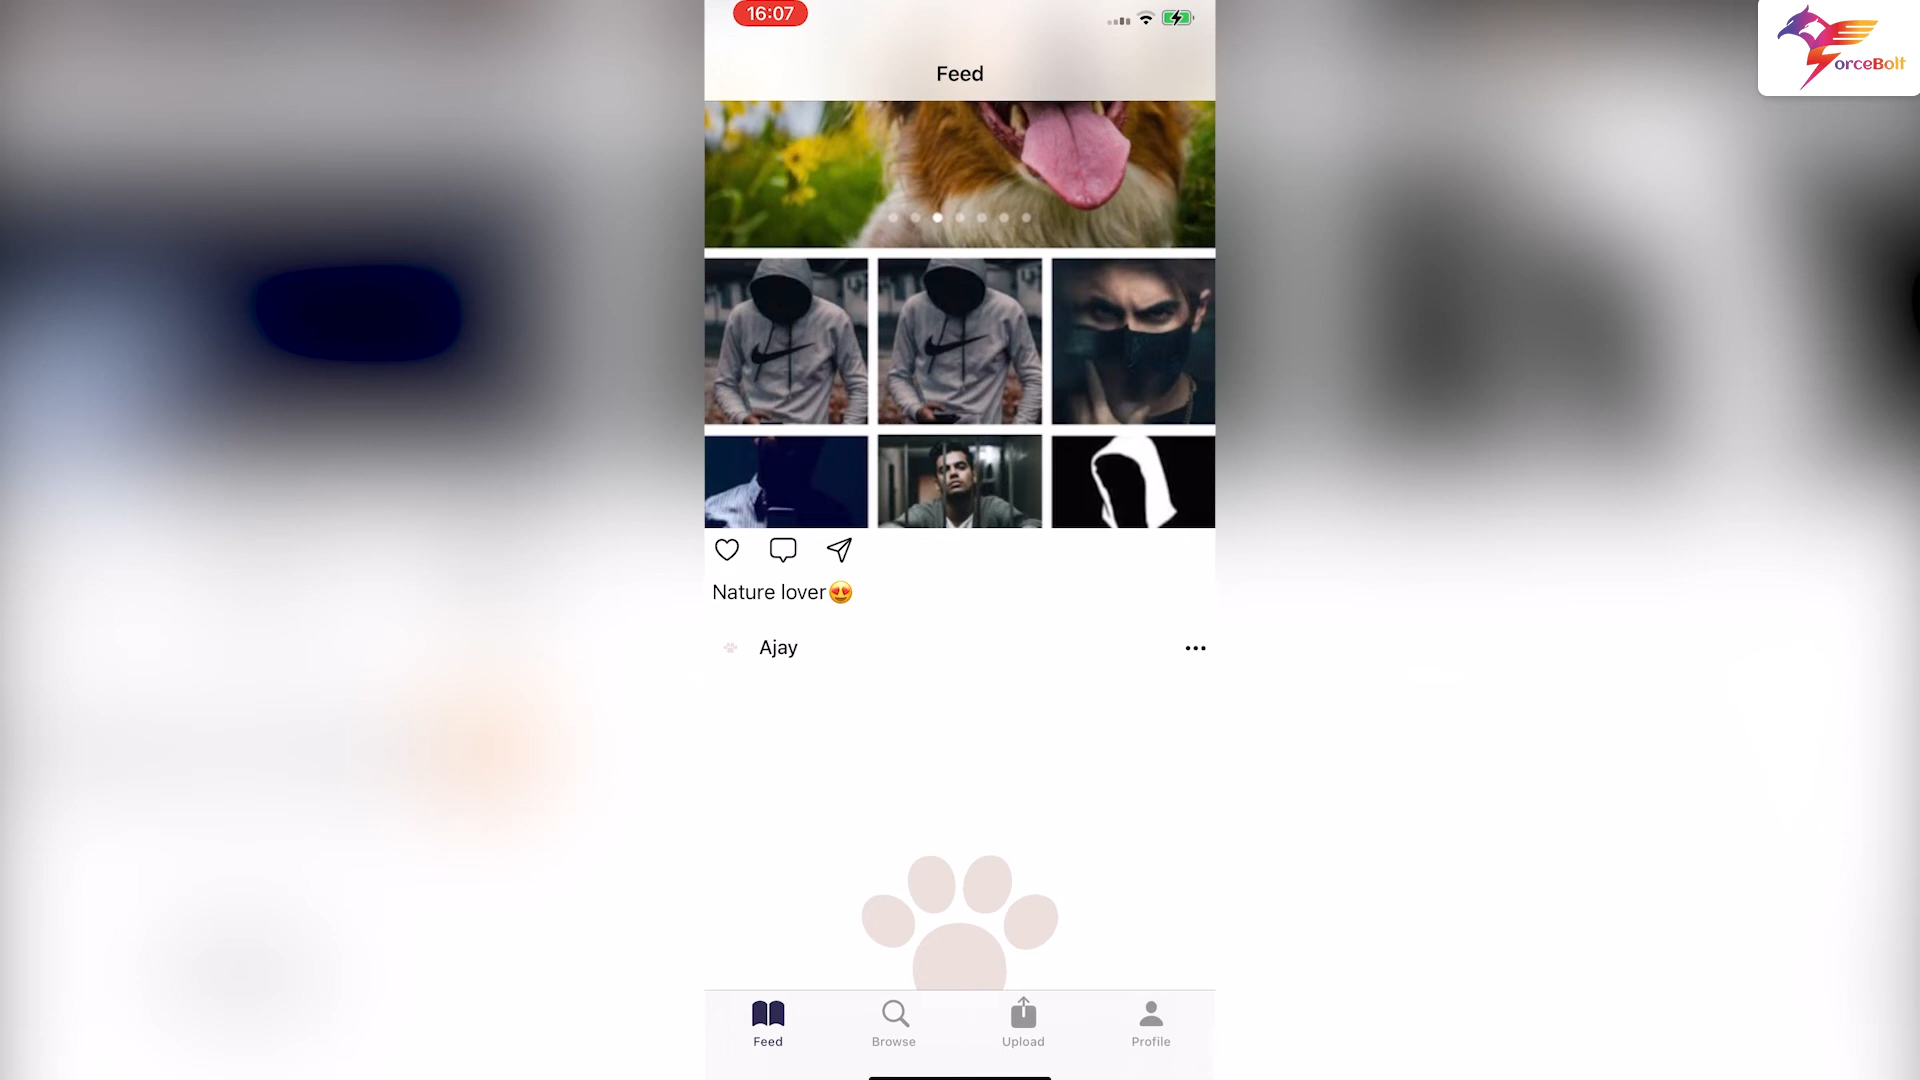 16:07
orceBolt
Feed
Nature lover😍
Ajay
Feed
Browse
Upload
Profile